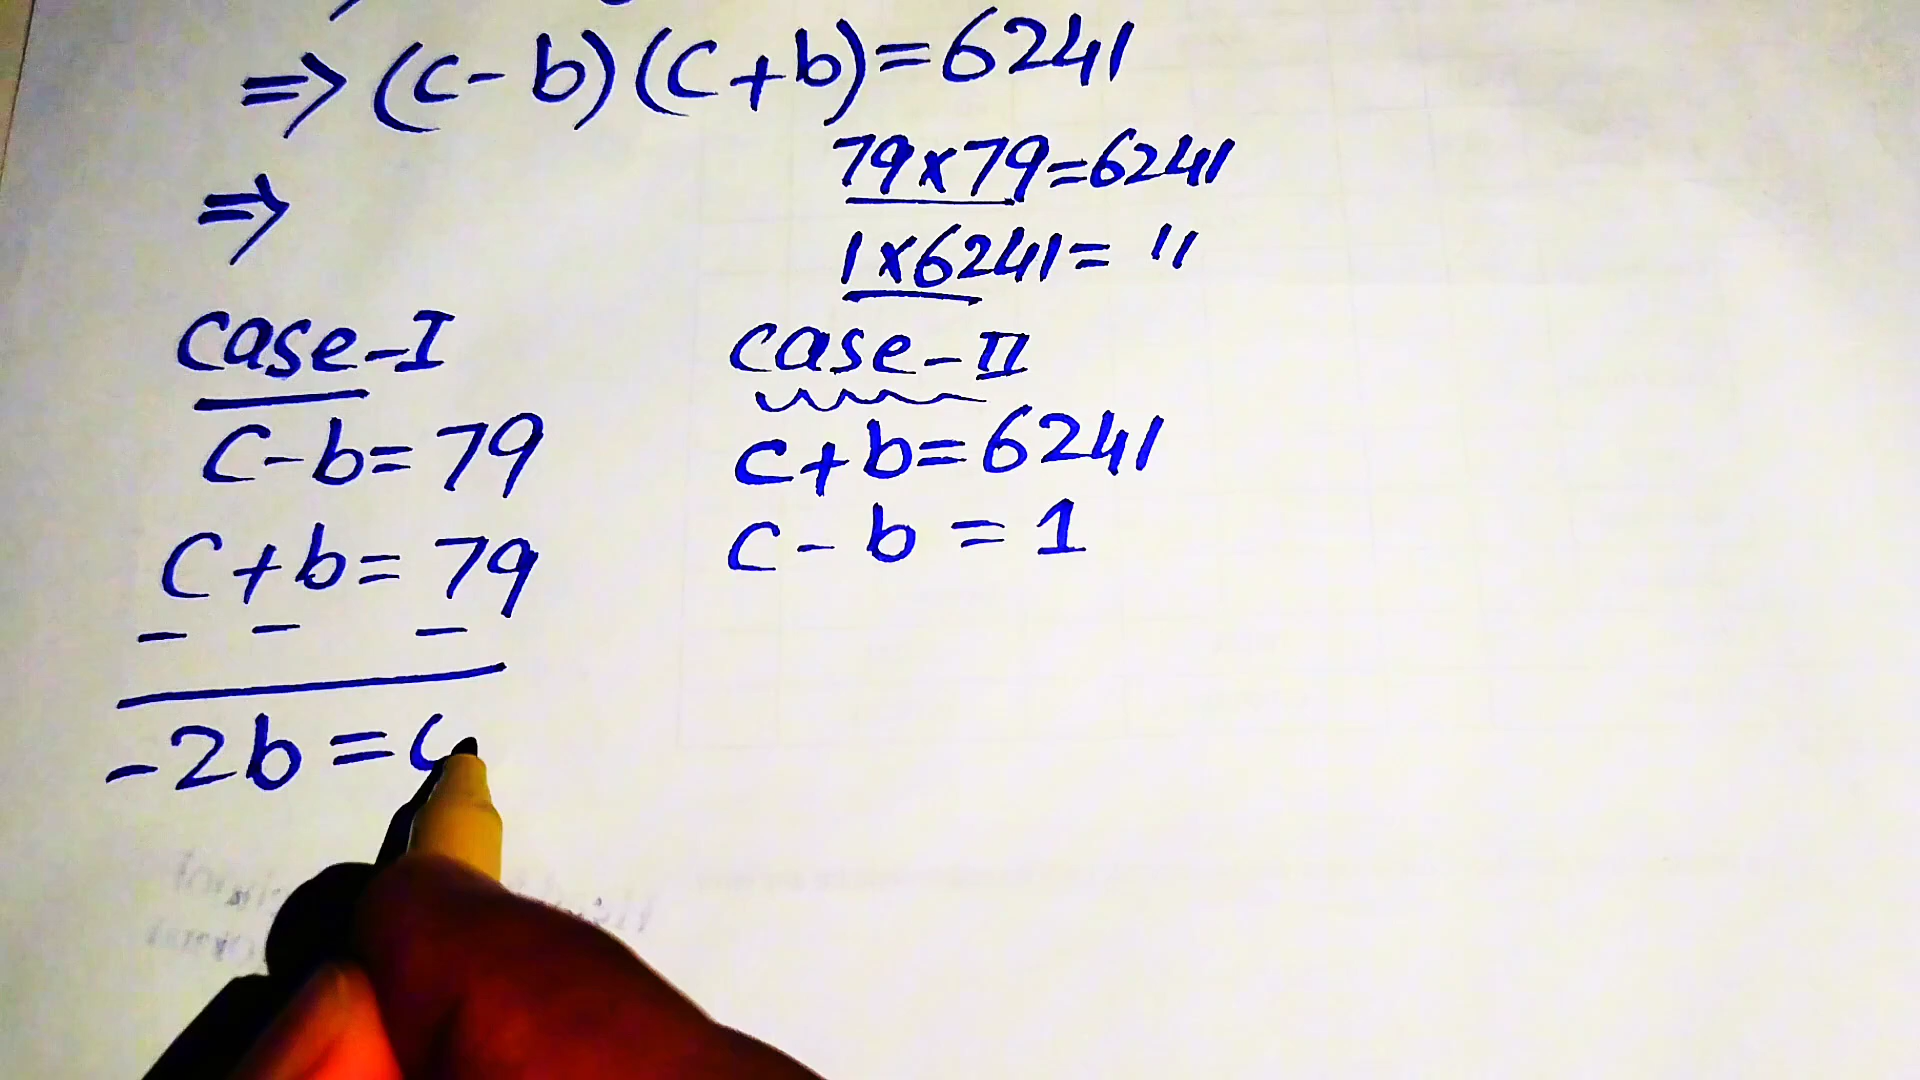 ⇒ (c-b)(c+b)=6241
79×79=6241
⇒
1×6241= "
case-I
c-b=79
c+b=79
- - -
-2b=
case-II
c+b=6241
c-b=1